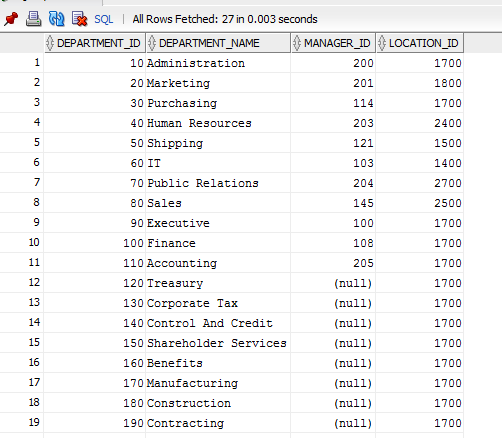 SQL | All Rows Fetched: 27 in 0.003 seconds
DEPARTMENT_ID DEPARTMENT_NAME MANAGER_ID LOCATION_ID
1 10 Administration 200 1700
2 20 Marketing 201 1800
3 30 Purchasing 114 1700
4 40 Human Resources 203 2400
5 50 Shipping 121 1500
6 60 IT 103 1400
7 70 Public Relations 204 2700
8 80 Sales 145 2500
9 90 Executive 100 1700
10 100 Finance 108 1700
11 110 Accounting 205 1700
12 120 Treasury (null) 1700
13 130 Corporate Tax (null) 1700
14 140 Control And Credit (null) 1700
15 150 Shareholder Services (null) 1700
16 160 Benefits (null) 1700
17 170 Manufacturing (null) 1700
18 180 Construction (null) 1700
19 190 Contracting (null) 1700